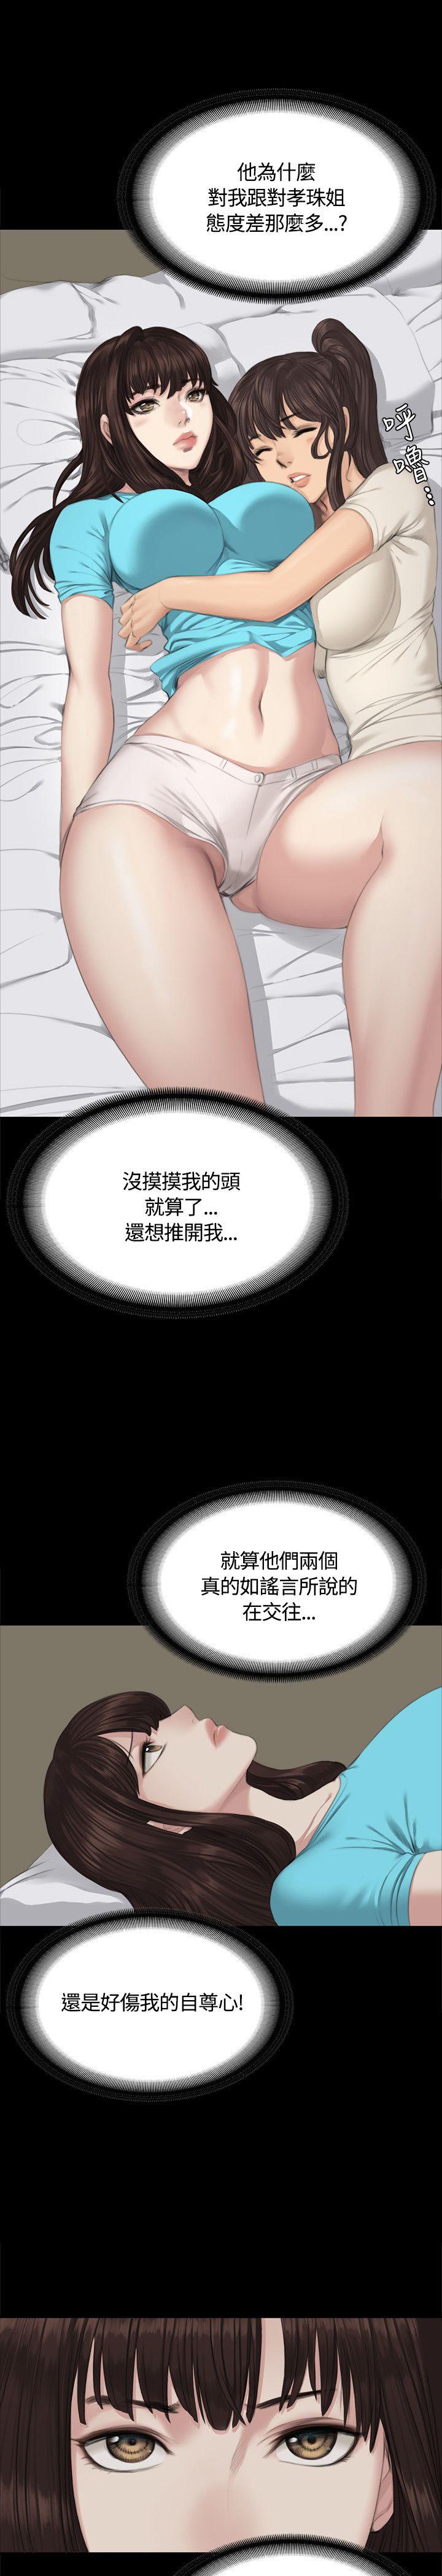 他為什麼
對我跟對孝珠姐
態度差那麼多...?
呼嚕...
沒摸摸我的頭
就算了...
還想推開我...
就算他們兩個
真的如謠言所說的
在交往...
還是好傷我的自尊心!